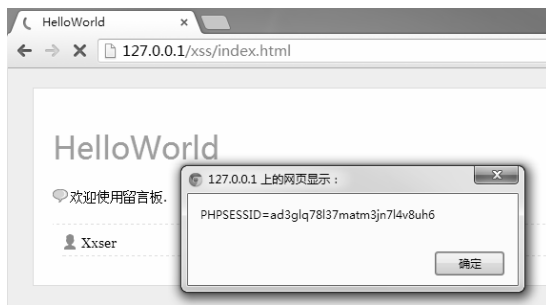 HelloWorld
127.0.0.1/xss/index.html
HelloWorld
欢迎使用留言板.
Xxser
127.0.0.1 上的网页显示：
PHPSESSID=ad3glq78l37matm3jn7l4v8uh6
确定